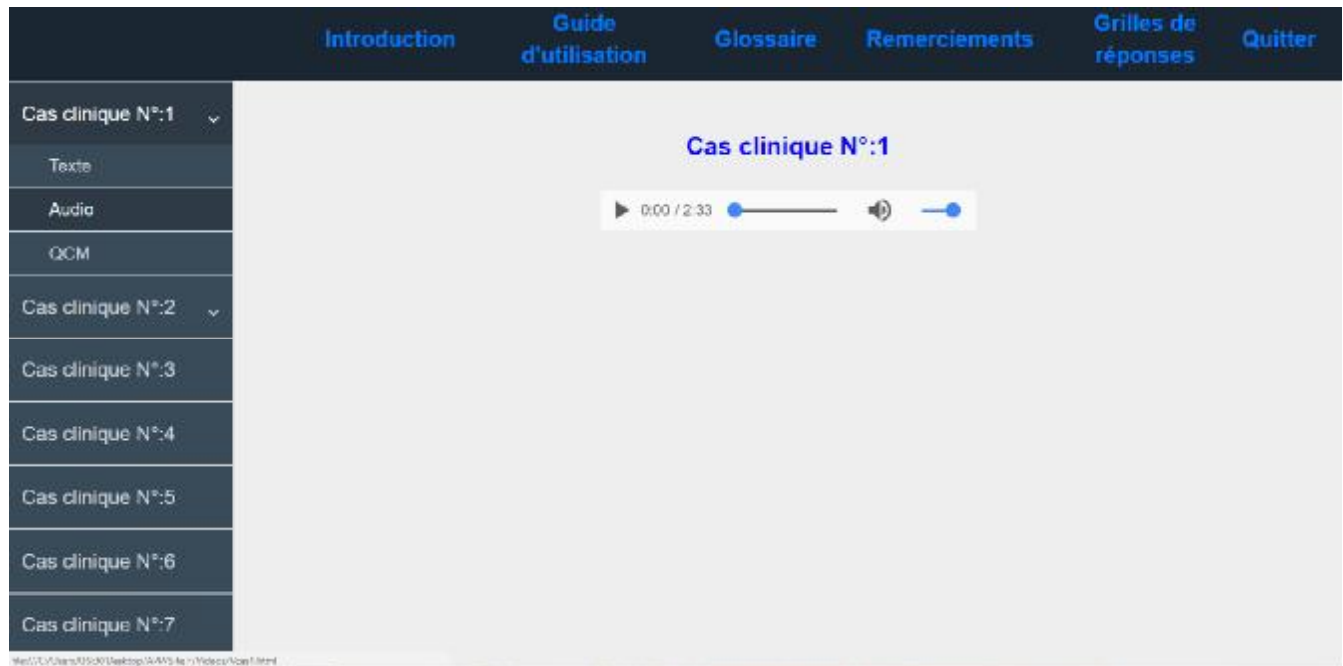 Introduction
Guide
d'utilisation
Glossaire
Remerciements
Grilles de
réponses
Quitter
Cas clinique N°:1
Texte
Audio
QCM
Cas clinique N°:2
Cas clinique N°:3
Cas clinique N°:4
Cas clinique N°:5
Cas clinique N°:6
Cas clinique N°:7
Cas clinique N°:1
0:00 / 2:33